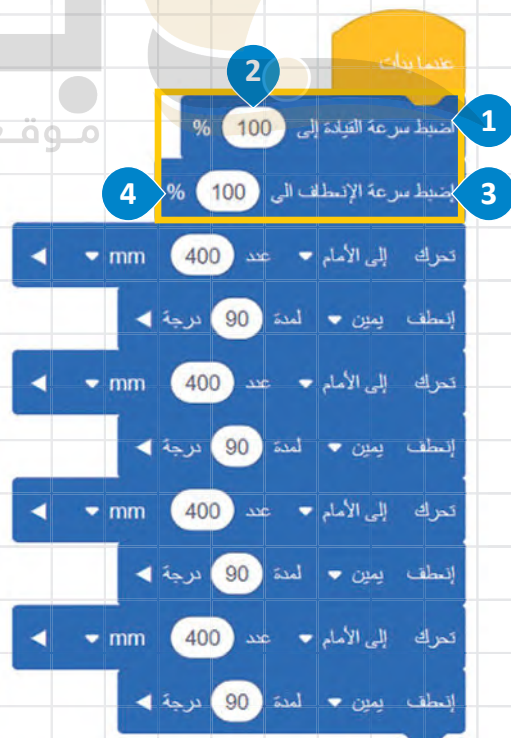 عندما بدأت
2
اضبط سرعة القيادة إلى 100 % 1
4 إضبط سرعة الإنعطاف الى 100 % 3
تحرك إلى الأمام عدد 400 mm
إنعطف يمين لمدة 90 درجة
تحرك إلى الأمام عدد 400 mm
إنعطف يمين لمدة 90 درجة
تحرك إلى الأمام عدد 400 mm
إنعطف يمين لمدة 90 درجة
تحرك إلى الأمام عدد 400 mm
إنعطف يمين لمدة 90 درجة